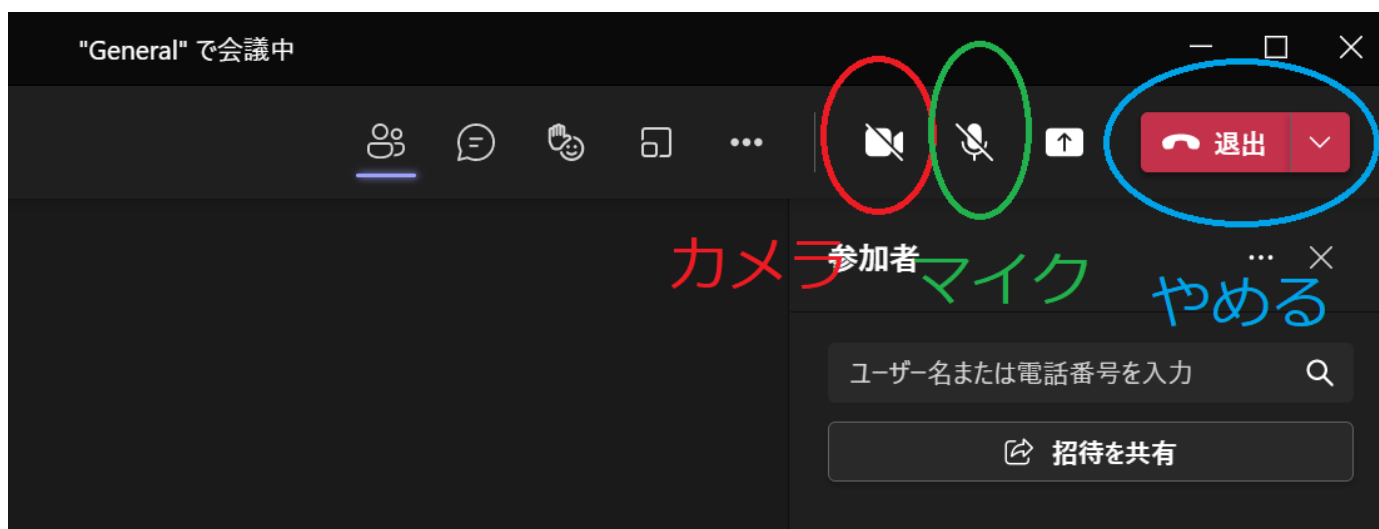 "General" で会議中
退出
カメラ
参加者
マイク
やめる
ユーザー名または電話番号を入力
招待を共有